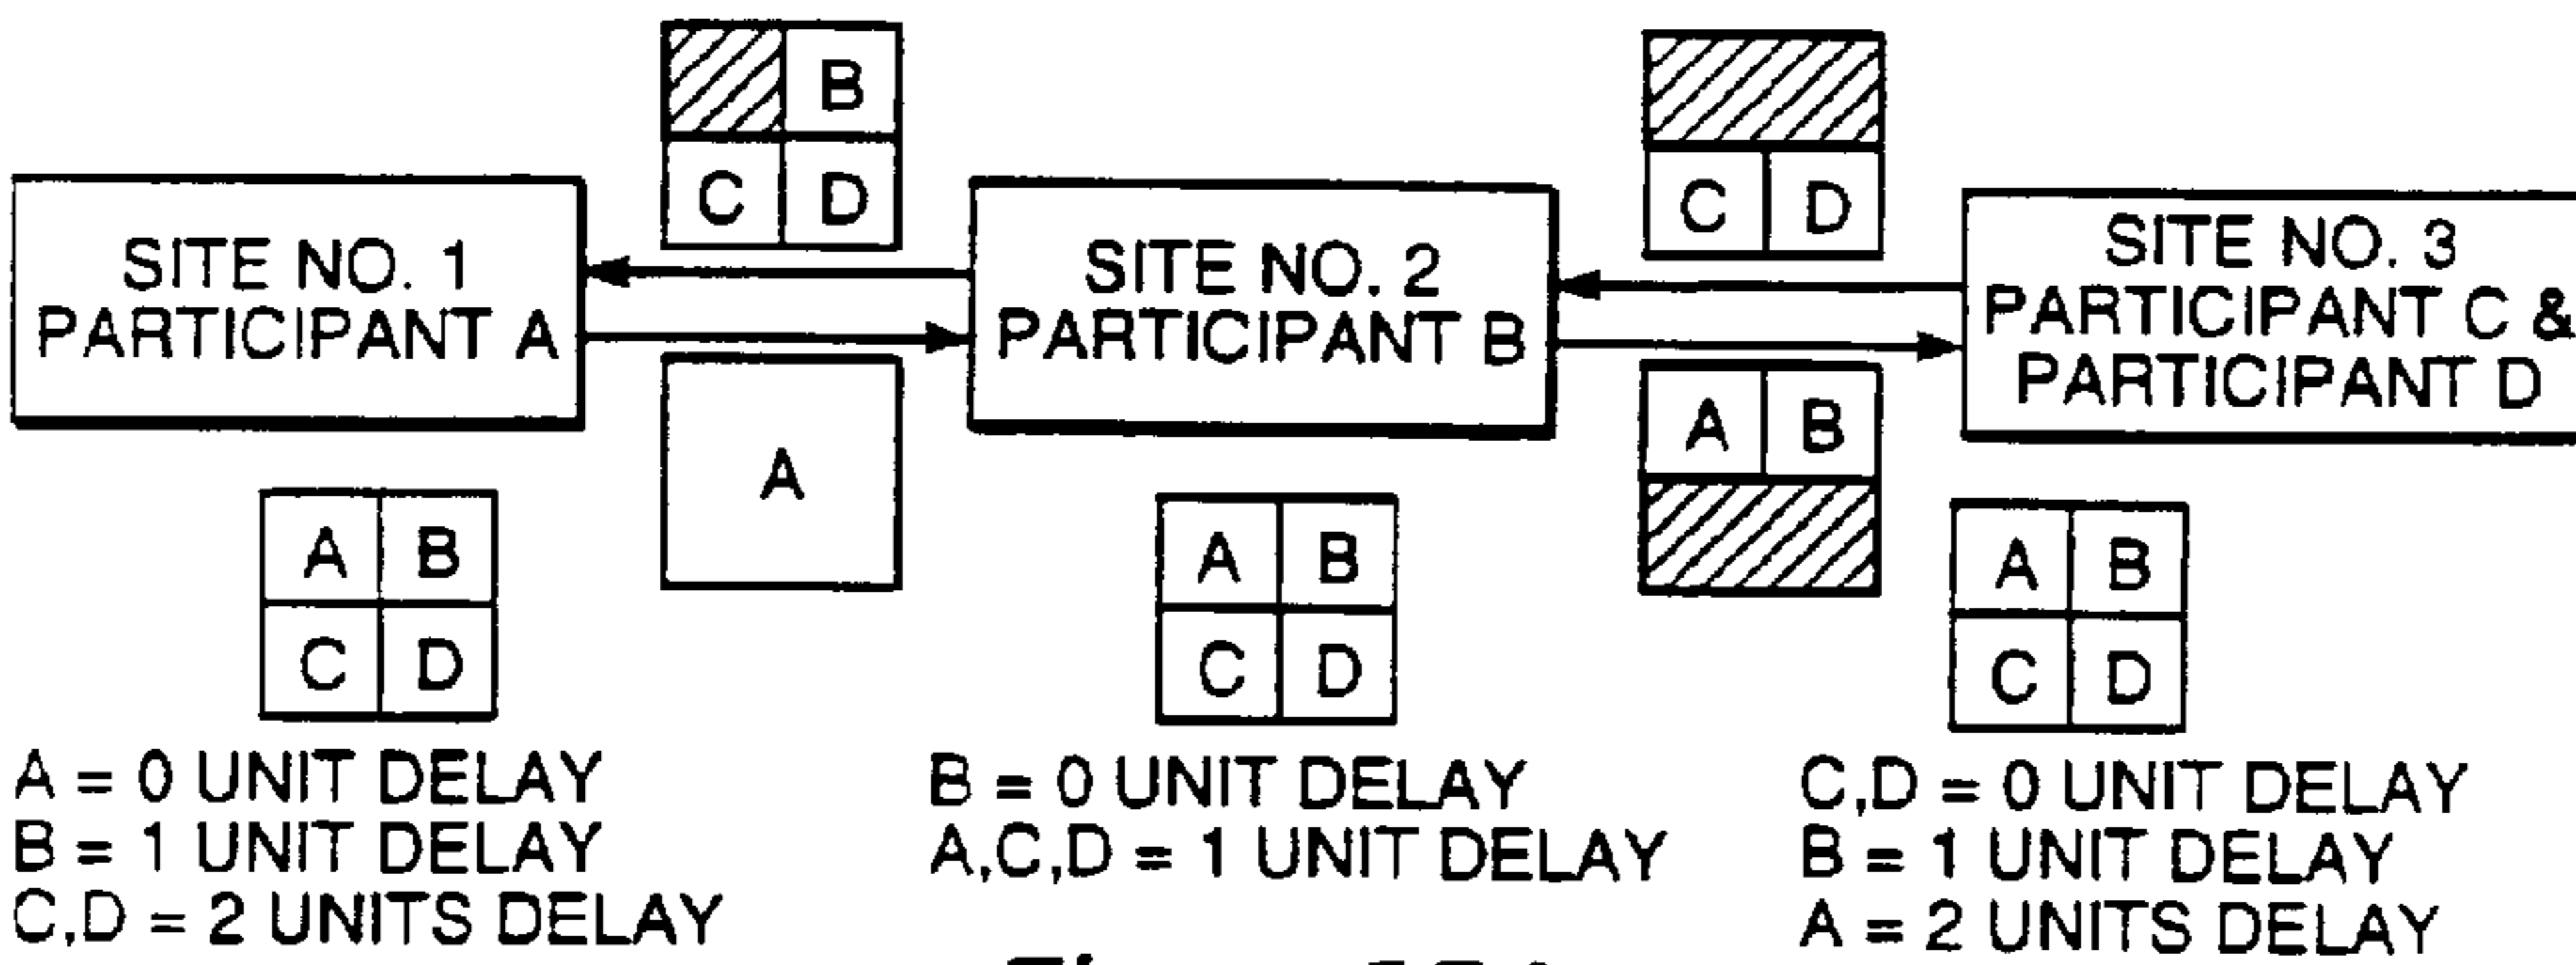 B
C D
SITE NO. 1
PARTICIPANT A
A
A B
C D
A = 0 UNIT DELAY
B = 1 UNIT DELAY
C,D = 2 UNITS DELAY
SITE NO. 2
PARTICIPANT B
A B
C D
B = 0 UNIT DELAY
A,C,D = 1 UNIT DELAY
C D
A B
SITE NO. 3
PARTICIPANT C &
PARTICIPANT D
A B
C D
C,D = 0 UNIT DELAY
B = 1 UNIT DELAY
A = 2 UNITS DELAY